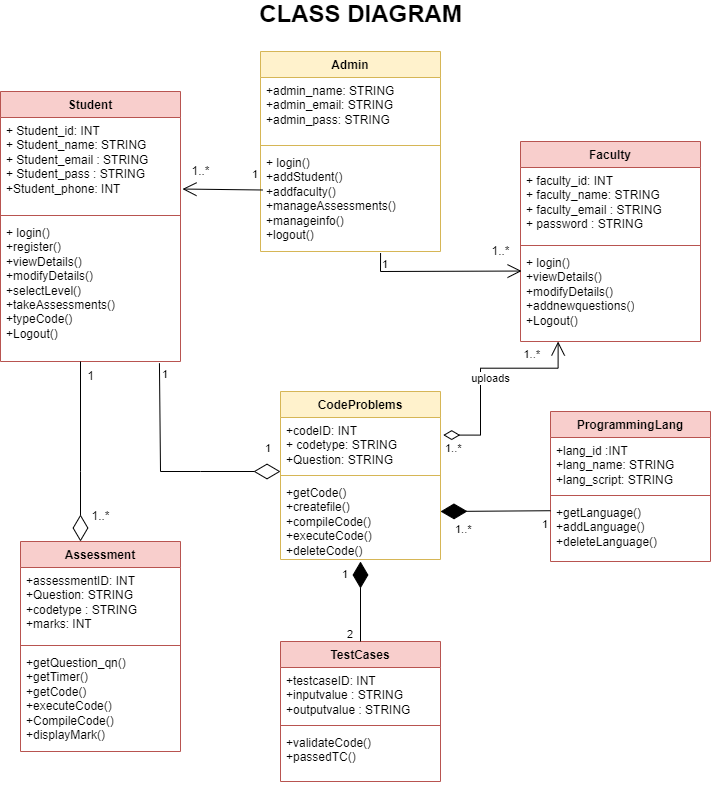 CLASS DIAGRAM
Admin
+admin_name: STRING
+admin_email: STRING
+admin_pass: STRING
+ login()
+addStudent()
+addfaculty()
+manageAssessments()
+manageinfo()
+logout()
Student
+ Student_id: INT
+ Student_name: STRING
+ Student_email : STRING
+ Student_pass : STRING
+Student_phone: INT
+ login()
+register()
+viewDetails()
+modifyDetails()
+selectLevel()
+takeAssessments()
+typeCode()
+Logout()
1..*
1
Faculty
+ faculty_id: INT
+ faculty_name: STRING
+ faculty_email : STRING
+ password : STRING
+ login()
+viewDetails()
+modifyDetails()
+addnewquestions()
+Logout()
1..*
1
1..*
uploads
1..*
1
1
1
CodeProblems
+codeID: INT
+ codetype: STRING
+Question: STRING
+getCode()
+createfile()
+compileCode()
+executeCode()
+deleteCode()
ProgrammingLang
+lang_id :INT
+lang_name: STRING
+lang_script: STRING
+getLanguage()
+addLanguage()
+deleteLanguage()
1..*
1
1..*
Assessment
+assessmentID: INT
+Question: STRING
+codetype : STRING
+marks: INT
+getQuestion_qn()
+getTimer()
+getCode()
+executeCode()
+CompileCode()
+displayMark()
1
2
TestCases
+testcaseID: INT
+inputvalue : STRING
+outputvalue : STRING
+validateCode()
+passedTC()